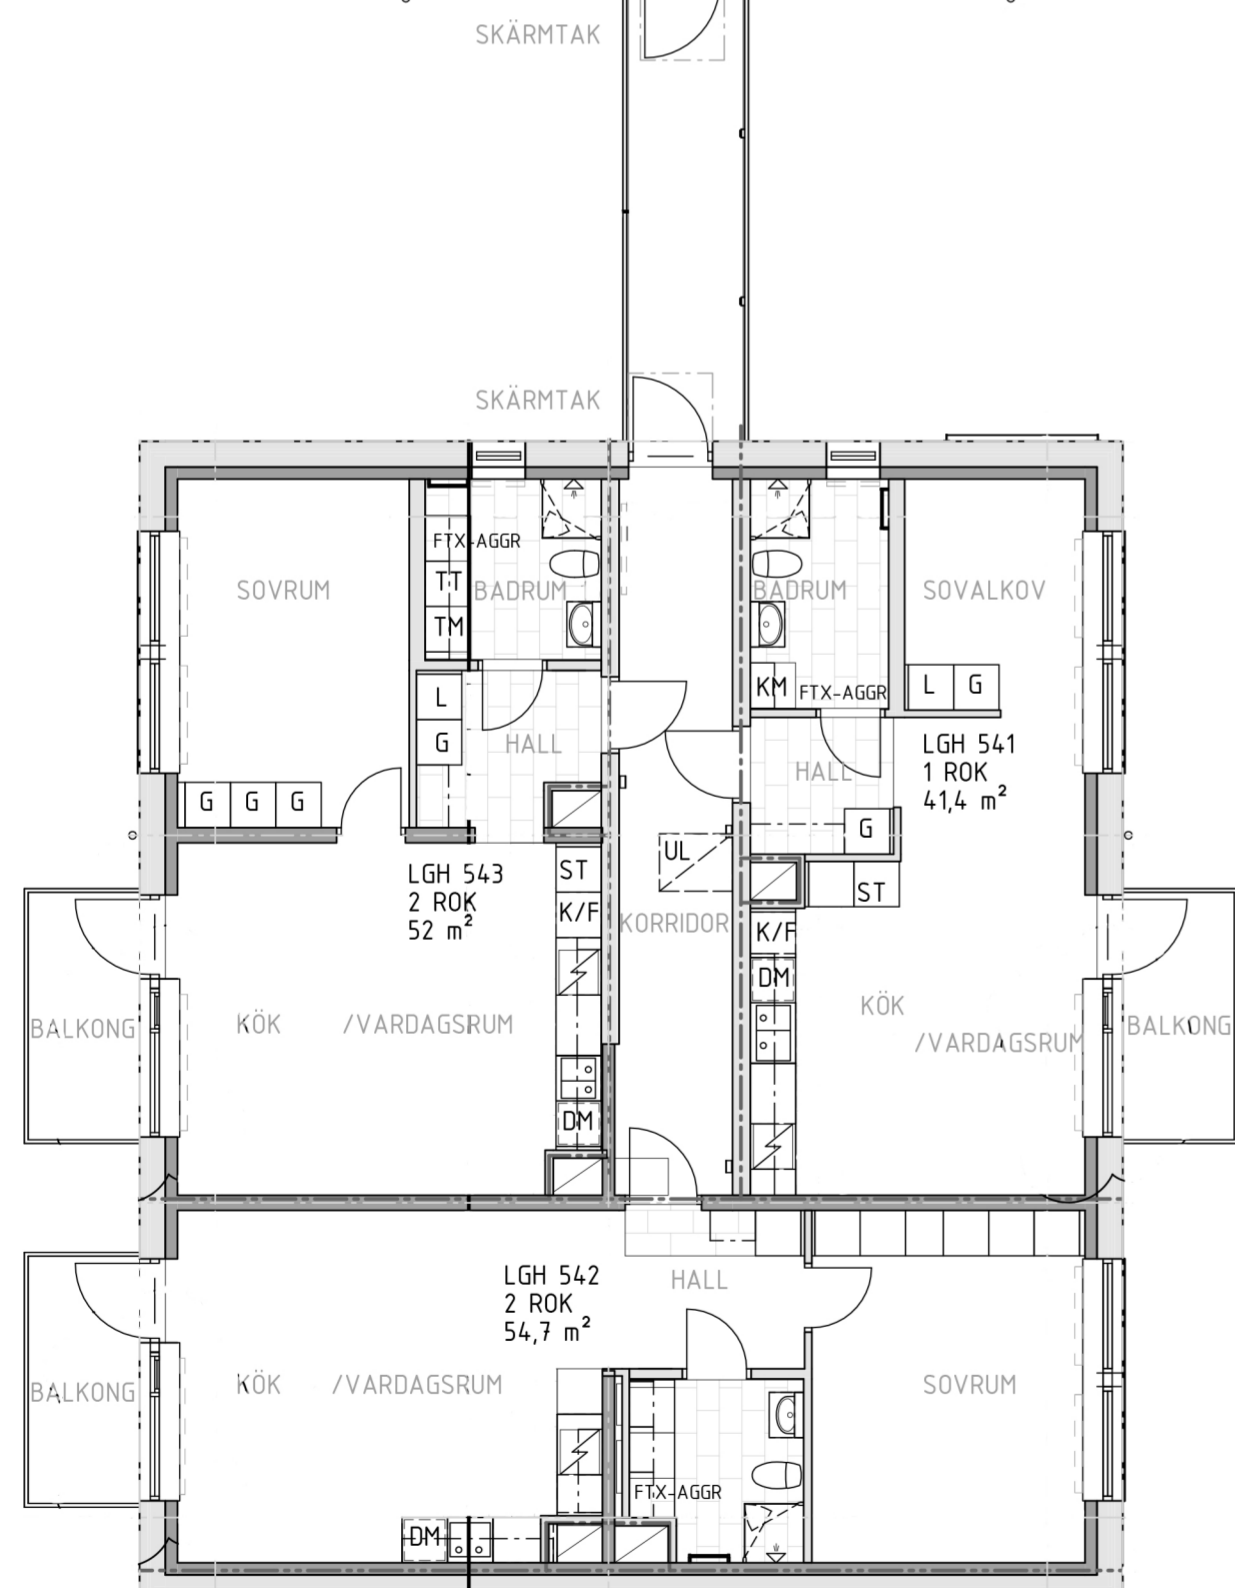 SKÄRMTAK
SKÄRMTAK
FTX-AGGR
TT
TM
SOVRUM
BADRUM
BADRUM
SOVALKOV
KM
FTX-AGGR
L
G
L
G
HALL
LGH 541
1 ROK
41,4 m²
HALL
G
G
G
G
UL
LGH 543
2 ROK
52 m²
ST
K/F
ST
KORRIDOR
K/F
DM
KÖK
BALKONG
KÖK /VARDAGSRUM
/VARDAGSRUM
BALKONG
DM
LGH 542
2 ROK
54,7 m²
HALL
BALKONG
KÖK /VARDAGSRUM
SOVRUM
FTX-AGGR
DM